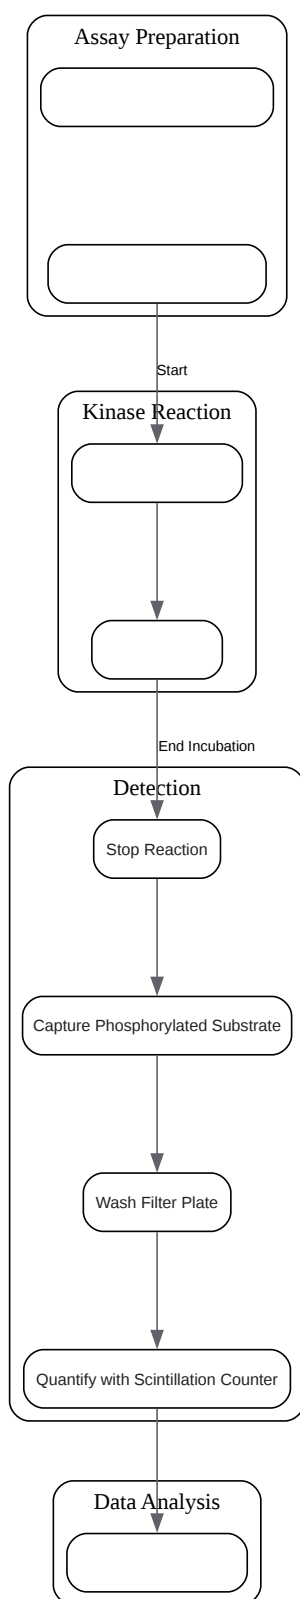 Assay Preparation
Start
Kinase Reaction
End Incubation
Detection
Stop Reaction
Capture Phosphorylated Substrate
Wash Filter Plate
Quantify with Scintillation Counter
Data Analysis